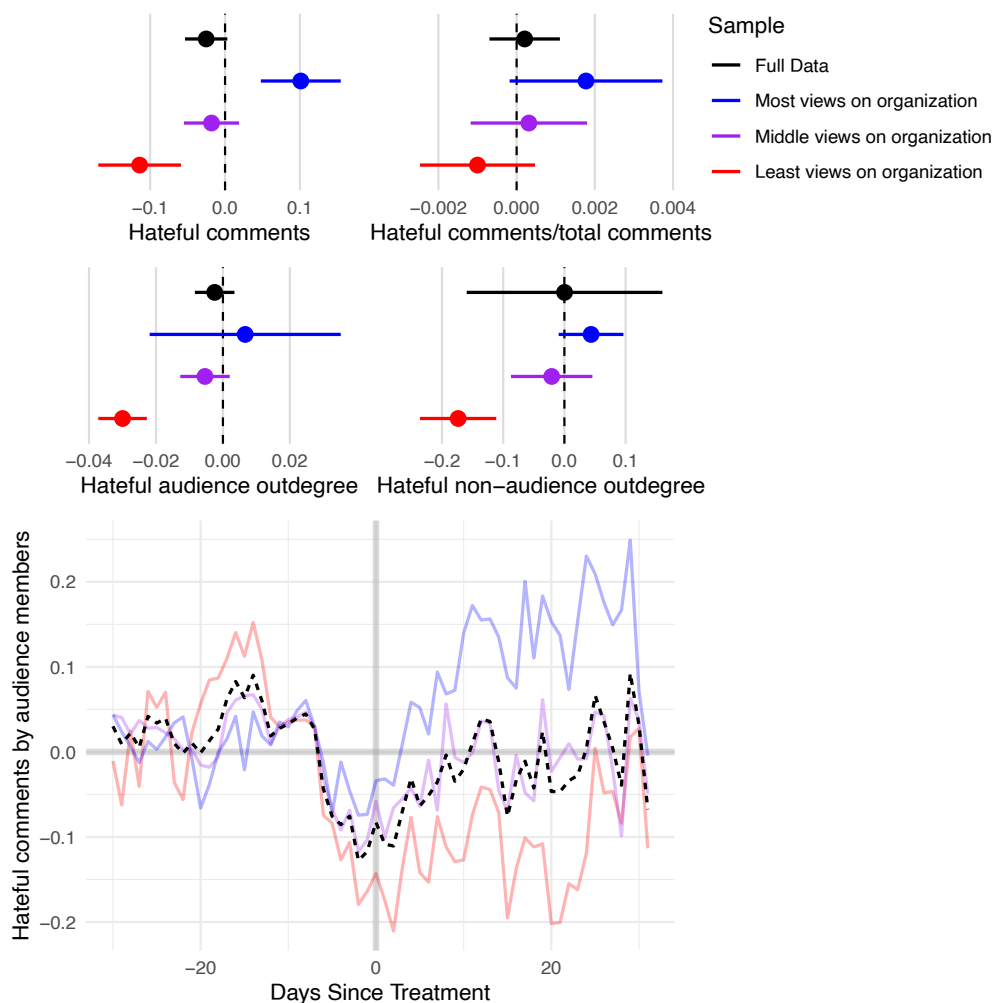 Sample
Full Data
Most views on organization
Middle views on organization
Least views on organization
−0.1 0.0 0.1
Hateful comments
−0.002 0.000 0.002 0.004
Hateful comments/total comments
−0.04 −0.02 0.00 0.02
Hateful audience outdegree
−0.2 −0.1 0.0 0.1
Hateful non−audience outdegree
Hateful comments by audience members
0.2
0.1
0.0
−0.1
−0.2
−20 0 20
Days Since Treatment